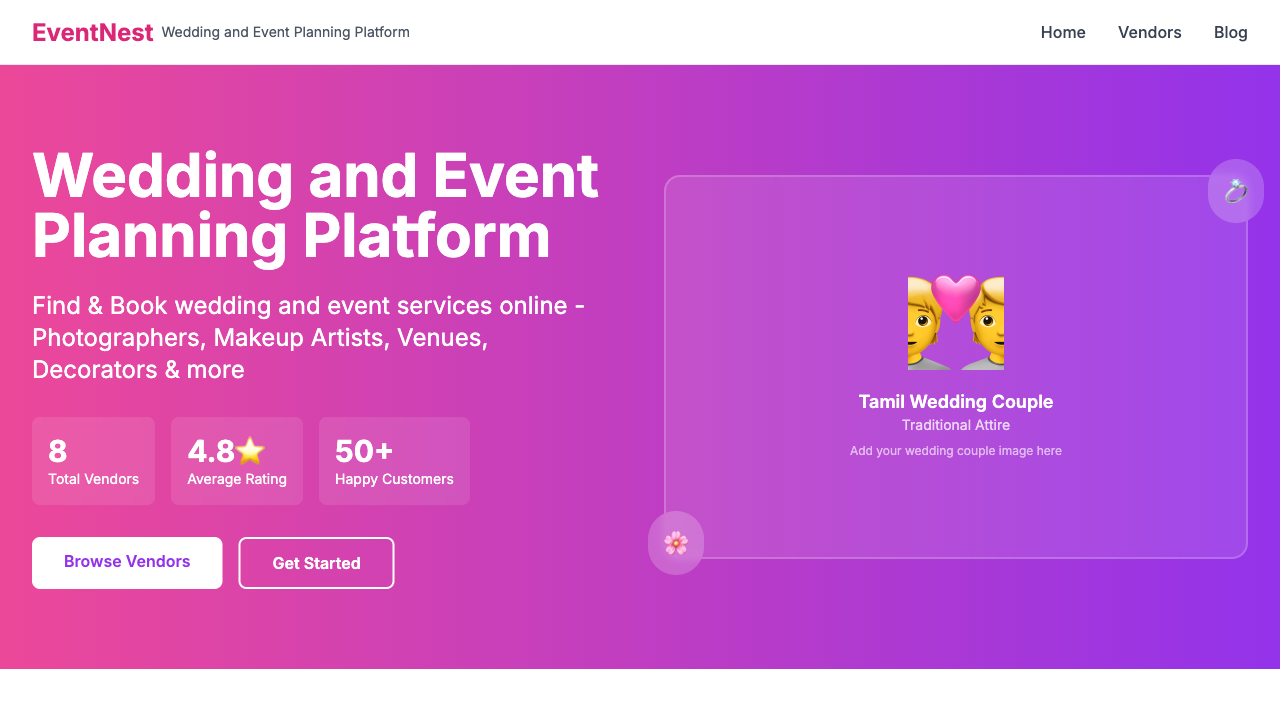 EventNest Wedding and Event Planning Platform
Home Vendors Blog
Wedding and Event
Planning Platform
Find & Book wedding and event services online -
Photographers, Makeup Artists, Venues,
Decorators & more
8
Total Vendors
4.8⭐
Average Rating
50+
Happy Customers
Browse Vendors
Get Started
Tamil Wedding Couple
Traditional Attire
Add your wedding couple image here